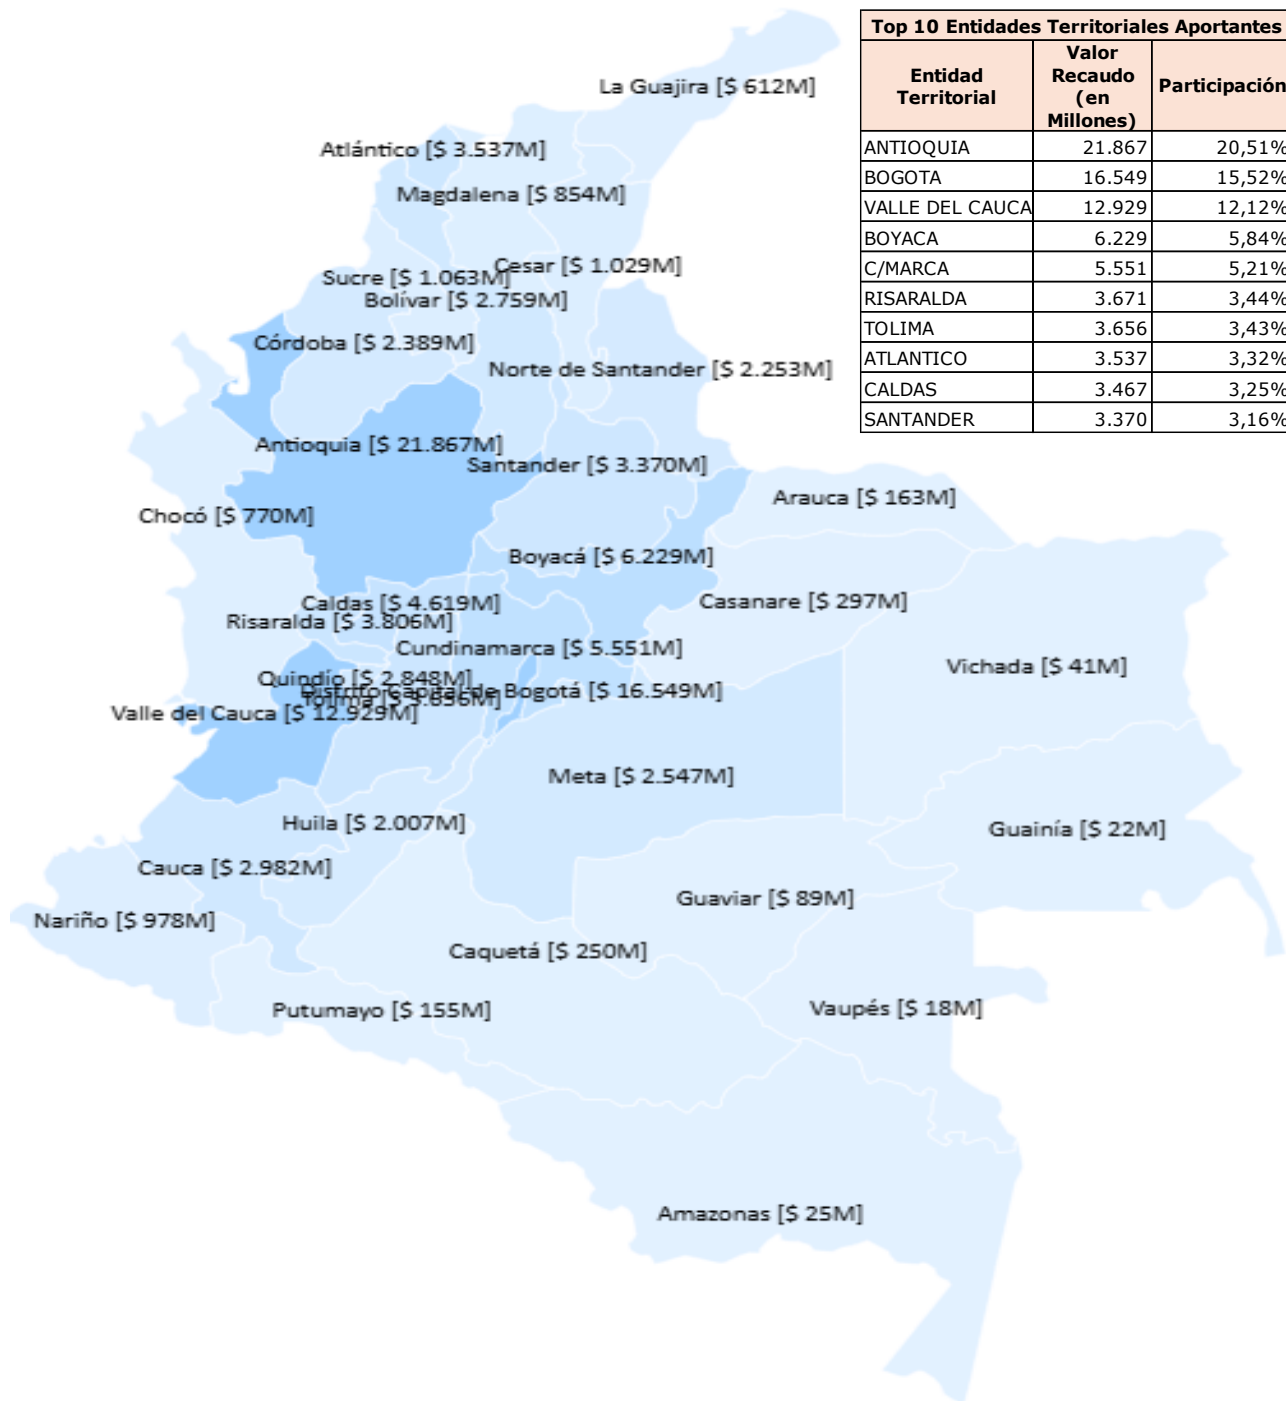 Top 10 Entidades Territoriales Aportantes
Entidad Territorial Valor Recaudo (en Millones) Participación
ANTIOQUIA 21.867 20,51%
BOGOTA 16.549 15,52%
VALLE DEL CAUCA 12.929 12,12%
BOYACA 6.229 5,84%
C/MARCA 5.551 5,21%
RISARALDA 3.671 3,44%
TOLIMA 3.656 3,43%
ATLANTICO 3.537 3,32%
CALDAS 3.467 3,25%
SANTANDER 3.370 3,16%
La Guajira [$ 612M]
Atlántico [$ 3.537M]
Magdalena [$ 854M]
Cesar [$ 1.029M]
Sucre [$ 1.063M]
Bolívar [$ 2.759M]
Córdoba [$ 2.389M]
Norte de Santander [$ 2.253M]
Antioquia [$ 21.867M]
Santander [$ 3.370M]
Arauca [$ 163M]
Chocó [$ 770M]
Boyacá [$ 6.229M]
Caldas [$ 4.619M]
Casanare [$ 297M]
Risaralda [$ 3.806M]
Cundinamarca [$ 5.551M]
Vichada [$ 41M]
Quindío [$ 2.848M]
Distrito Capital de Bogotá [$ 16.549M]
Tolima [$ 3.656M]
Valle del Cauca [$ 12.929M]
Meta [$ 2.547M]
Huila [$ 2.007M]
Guainía [$ 22M]
Cauca [$ 2.982M]
Guaviar [$ 89M]
Nariño [$ 978M]
Caquetá [$ 250M]
Putumayo [$ 155M]
Vaupés [$ 18M]
Amazonas [$ 25M]